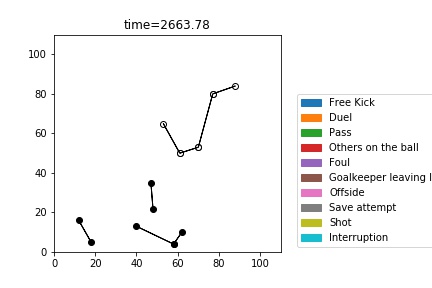 time=2663.78
100
80
60
40
20
0
0 20 40 60 80 100
Free Kick
Duel
Pass
Others on the ball
Foul
Goalkeeper leaving l
Offside
Save attempt
Shot
Interruption